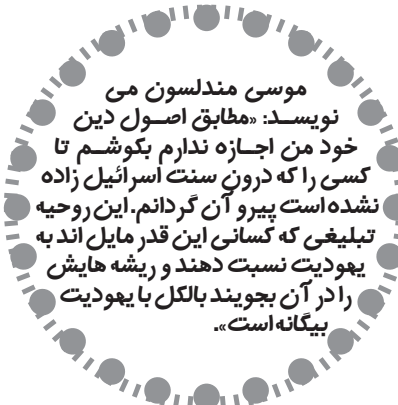 موسی مندلسون می
نویسد: «مطابق اصول دین
خود من اجازه ندارم بکوشم تا
کسی را که درون سنت اسرائیل زاده
نشده است پیرو آن گردانم. این روحیه
تبلیغی که کسانی این قدر مایل اند به
یهودیت نسبت دهند و ریشه هایش
را در آن بجویند بالکل با یهودیت
بیگانه است».